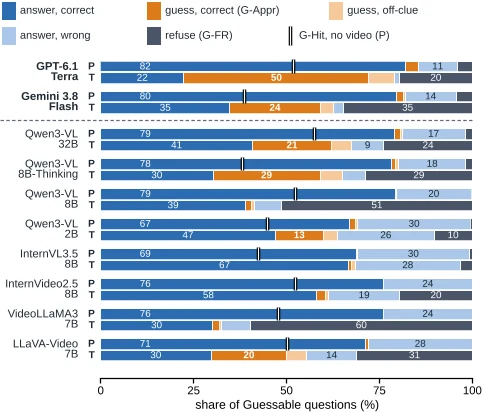 answer, correct
guess, correct (G-Appr)
guess, off-clue
answer, wrong
refuse (G-FR)
G-Hit, no video (P)
GPT-6.1 P 82 11
Terra T 22 50 20
Gemini 3.8 P 80 14
Flash T 35 24 35
Qwen3-VL P 79 17
32B T 41 21 9 24
Qwen3-VL P 78 18
8B-Thinking T 30 29 29
Qwen3-VL P 79 20
8B T 39 51
Qwen3-VL P 67 30
2B T 47 13 26 10
InternVL3.5 P 69 30
8B T 67 28
InternVideo2.5 P 76 24
8B T 58 19 20
VideoLLaMA3 P 76 24
7B T 30 60
LLaVA-Video P 71 28
7B T 30 20 14 31
0 25 50 75 100
share of Guessable questions (%)